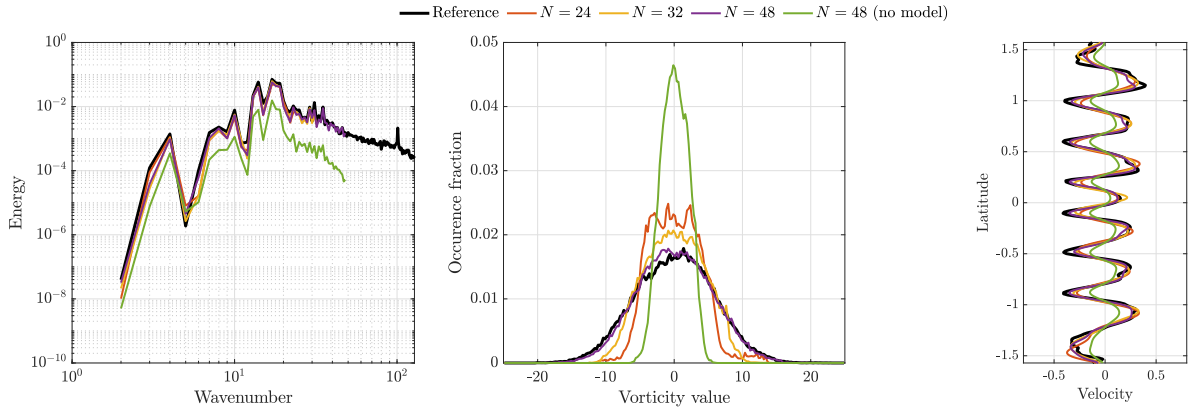 Reference N = 24 N = 32 N = 48 N = 48 (no model)
10^0
10^-2
10^-4
10^-6
10^-8
10^-10
Energy
10^0 10^1 10^2
Wavenumber
0.05
0.04
0.03
0.02
0.01
0
Occurence fraction
-20 -10 0 10 20
Vorticity value
1.5
1
0.5
0
-0.5
-1
-1.5
Latitude
-0.5 0 0.5
Velocity